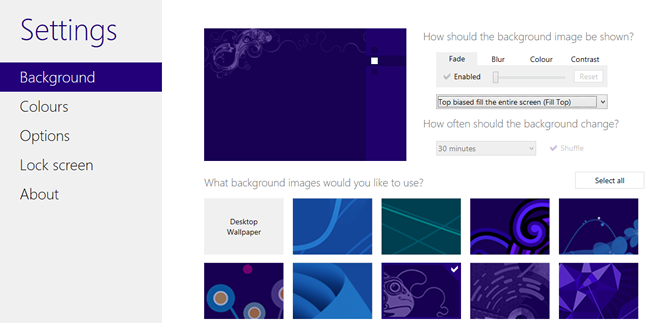 Settings
Background
Colours
Options
Lock screen
About
How should the background image be shown?
Fade Blur Colour Contrast
Enabled Reset
Top biased fill the entire screen (Fill Top)
How often should the background change?
30 minutes Shuffle
What background images would you like to use? Select all
Desktop
Wallpaper